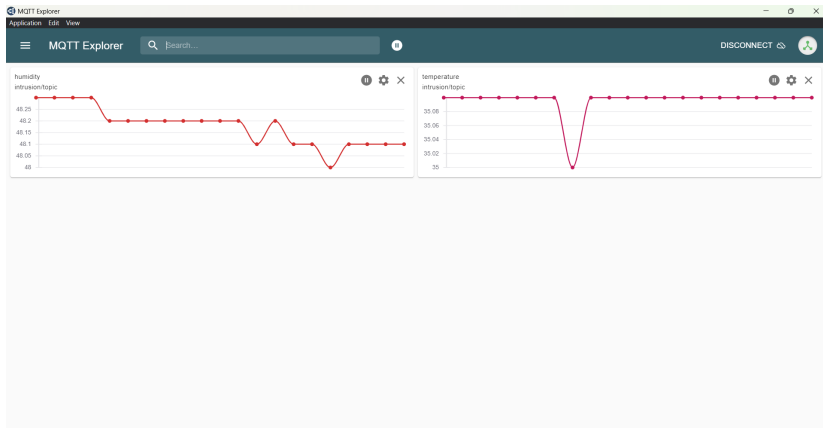 MQTT Explorer
Application Edit View
MQTT Explorer
Search...
DISCONNECT
humidity
intrusion/topic
48.25
48.2
48.15
48.1
48.05
48
temperature
intrusion/topic
35.08
35.06
35.04
35.02
35